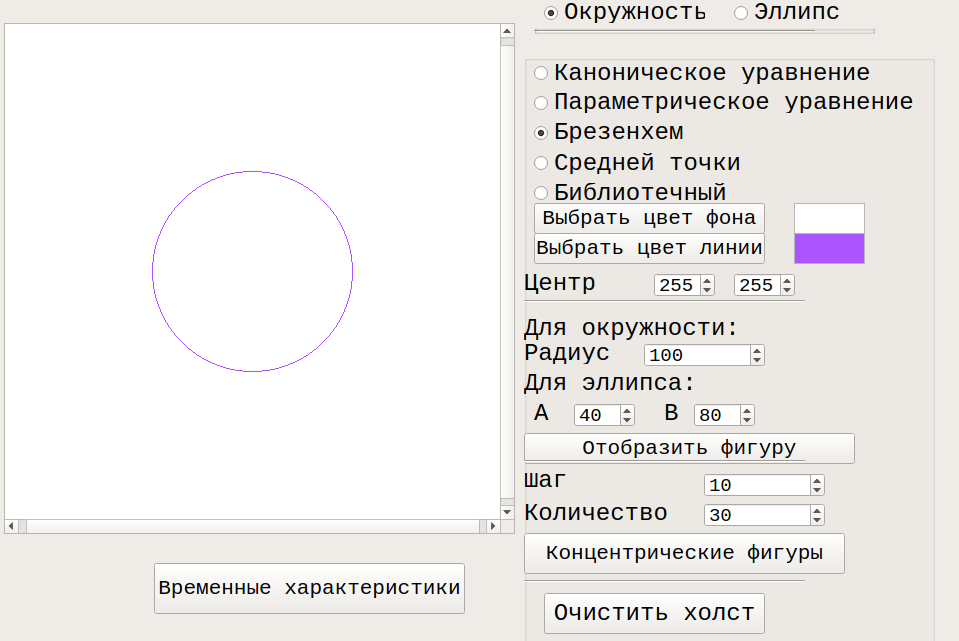 Окружность Эллипс
Каноническое уравнение
Параметрическое уравнение
Брезенхем
Средней точки
Библиотечный
Выбрать цвет фона
Выбрать цвет линии
Центр 255 255
Для окружности:
Радиус 100
Для эллипса:
A 40 B 80
Отобразить фигуру
Шаг 10
Количество 30
Концентрические фигуры
Временные характеристики
Очистить холст